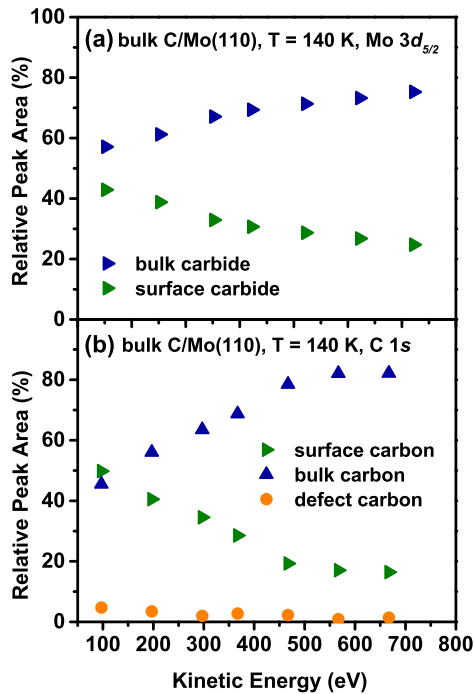 100
(a) bulk C/Mo(110), T = 140 K, Mo 3d5/2
80
60
40
20
0
Relative Peak Area (%)
bulk carbide
surface carbide
(b) bulk C/Mo(110), T = 140 K, C 1s
80
60
40
20
0
Relative Peak Area (%)
surface carbon
bulk carbon
defect carbon
100 200 300 400 500 600 700 800
Kinetic Energy (eV)